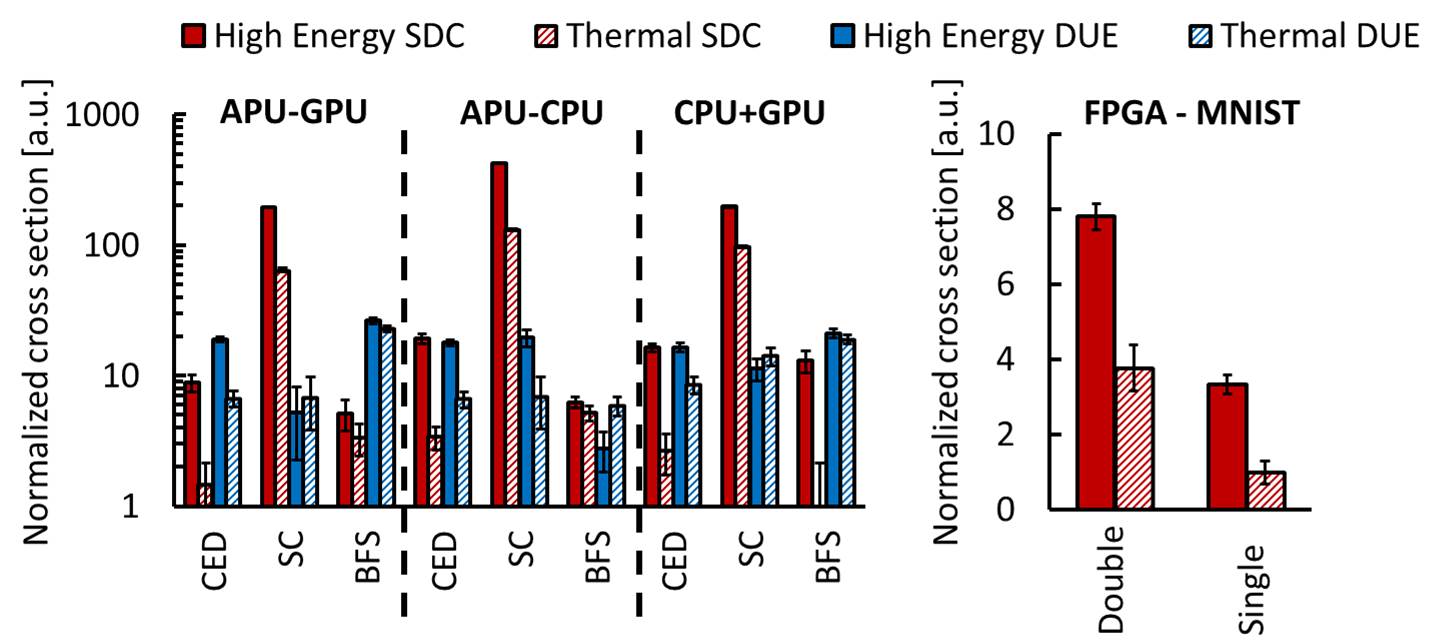 High Energy SDC Thermal SDC High Energy DUE Thermal DUE
Normalized cross section [a.u.]
1000
100
10
1
APU-GPU APU-CPU CPU+GPU
CED SC BFS CED SC BFS CED SC BFS
Normalized cross section [a.u.]
FPGA - MNIST
10
8
6
4
2
0
Double Single